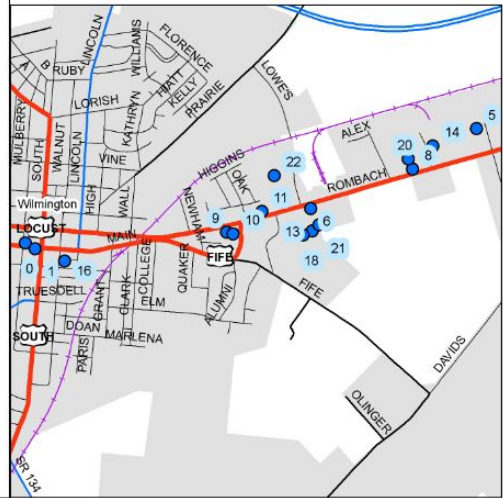 LINCOLN
WILLIAMS
FLORENCE
A
B
RUBY
HIATT
KELLY
PRAIRIE
LOWE'S
LORISH
KATHRYN
MULBERRY
SOUTH
WALNUT
LINCOLN
VINE
HIGH
WALL
HIGGINS
OAK
ALEX
5
14
20
8
22
ROMBACH
NEWHAM
11
Wilmington
LOCUST
MAIN
9
10
6
13
21
18
COLLEGE
QUAKER
FIFE
0
1
16
TRUESDELL
GRANT
CLARK
ELM
ALUMNI
FIFE
DOAN
MARLENA
SOUTH
PARIS
DAVIDS
OLINGER
SR 134